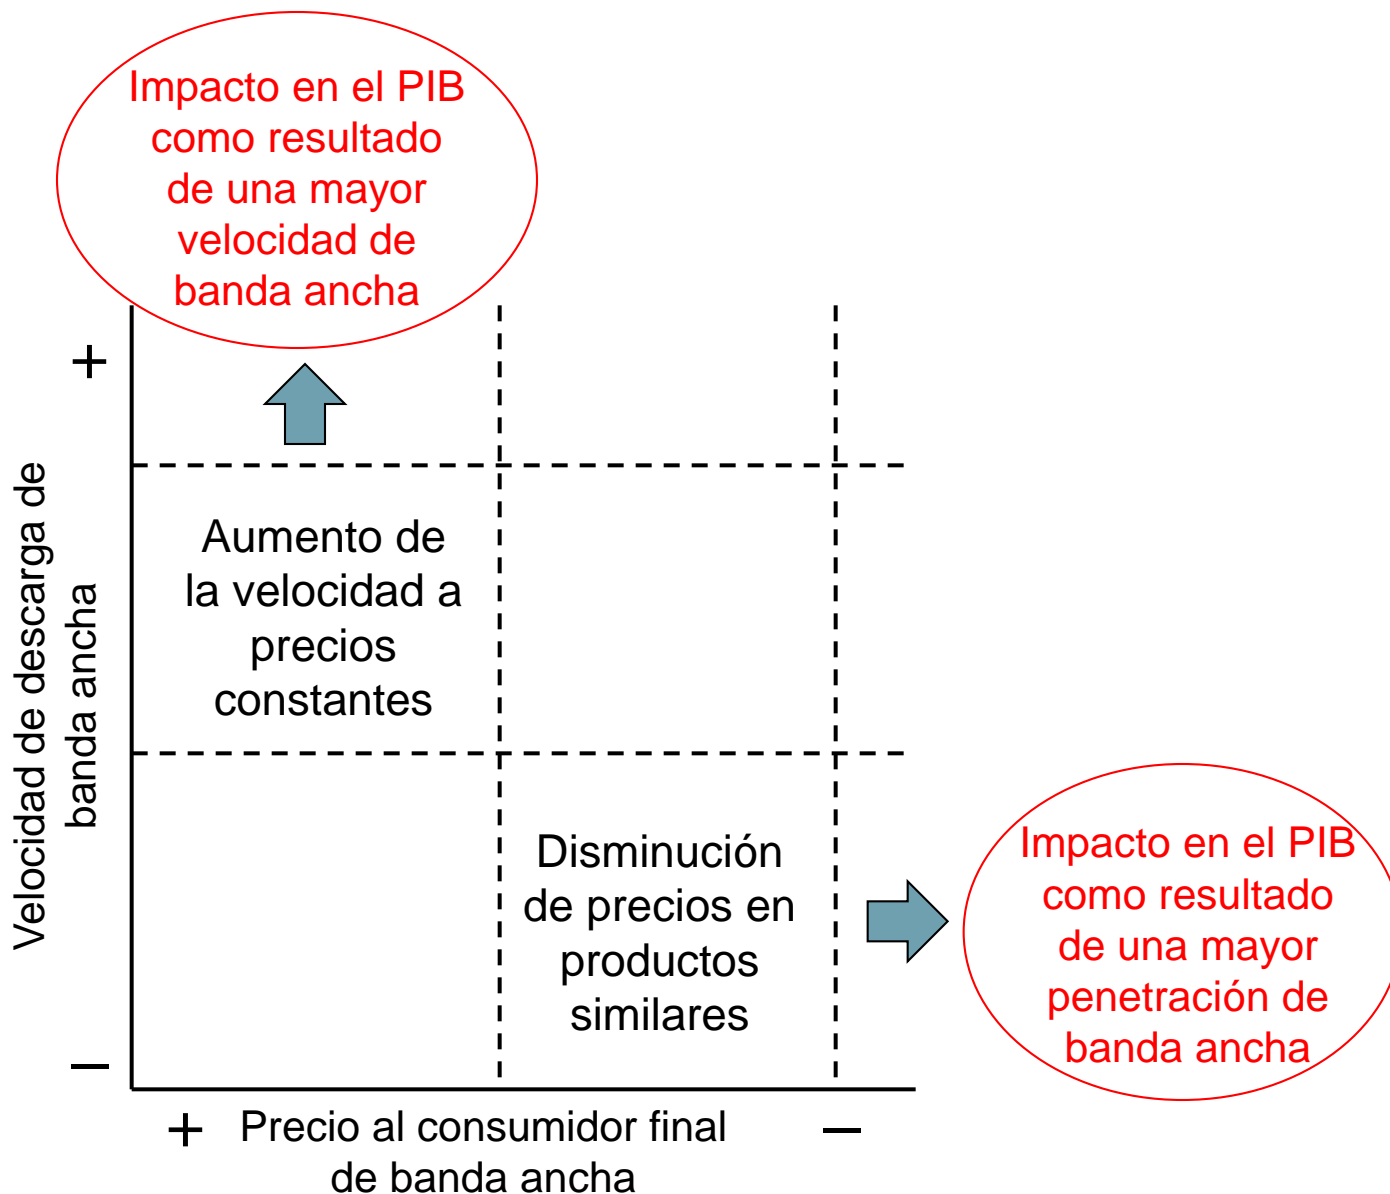 Impacto en el PIB
como resultado
de una mayor
velocidad de
banda ancha
+
Velocidad de descarga de
banda ancha
–
Aumento de
la velocidad a
precios
constantes
Disminución
de precios en
productos
similares
Impacto en el PIB
como resultado
de una mayor
penetración de
banda ancha
+ Precio al consumidor final –
de banda ancha